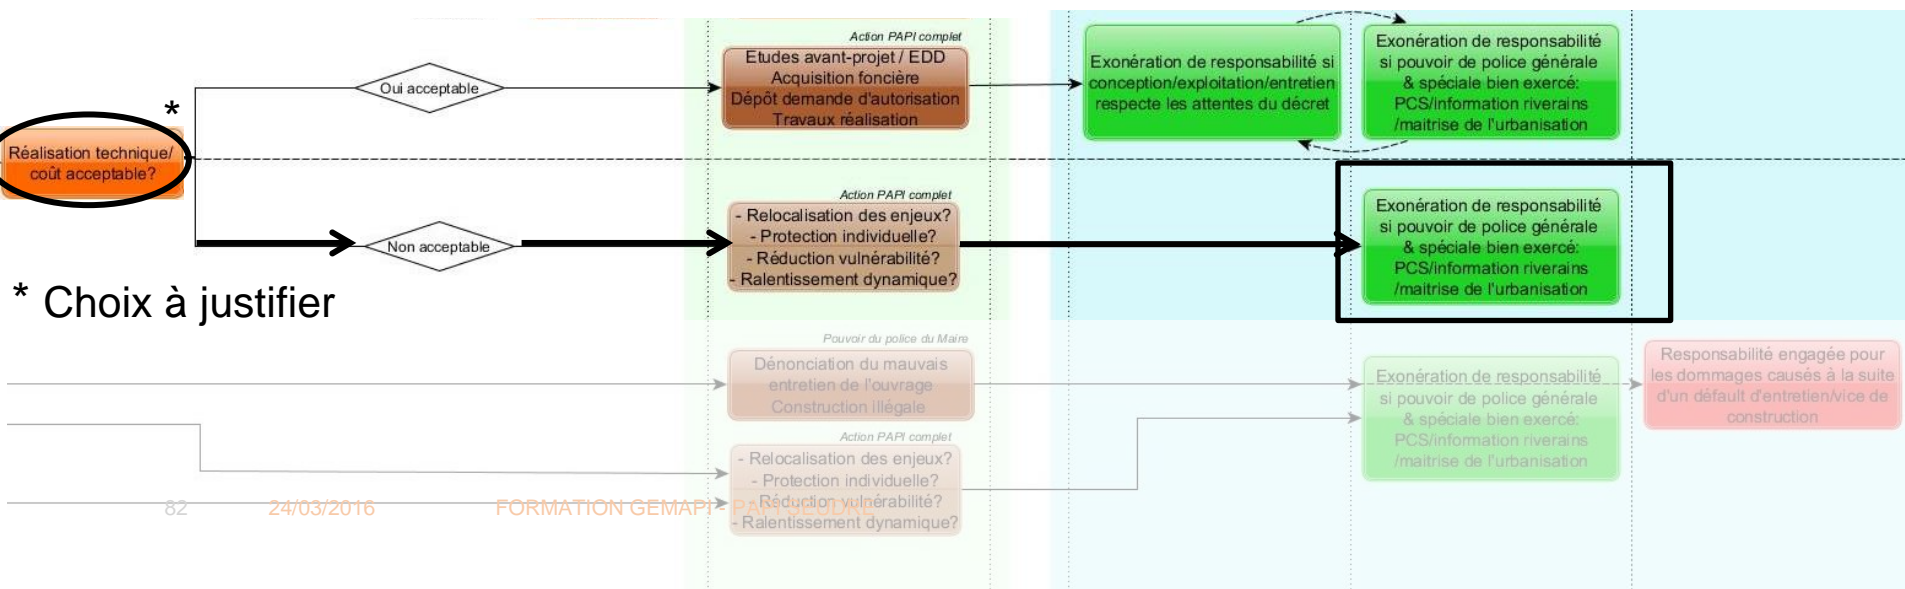 *
Réalisation technique/
coût acceptable?
Oui acceptable
Action PAPI complet
Etudes avant-projet / EDD
Acquisition foncière
Dépôt demande d'autorisation
Travaux réalisation
Exonération de responsabilité si
conception/exploitation/entretien
respecte les attentes du décret
Exonération de responsabilité
si pouvoir de police générale
& spéciale bien exercé:
PCS/information riverains
/maitrise de l'urbanisation
Non acceptable
Action PAPI complet
- Relocalisation des enjeux?
- Protection individuelle?
- Réduction vulnérabilité?
- Ralentissement dynamique?
Exonération de responsabilité
si pouvoir de police générale
& spéciale bien exercé:
PCS/information riverains
/maitrise de l'urbanisation
* Choix à justifier
Pouvoir du police du Maire
Dénonciation du mauvais
entretien de l'ouvrage
Construction illégale
Exonération de responsabilité
si pouvoir de police générale
& spéciale bien exercé:
PCS/information riverains
/maitrise de l'urbanisation
Responsabilité engagée pour
les dommages causés à la suite
d'un défault d'entretien/vice de
construction
Action PAPI complet
- Relocalisation des enjeux?
- Protection individuelle?
- Réduction vulnérabilité?
- Ralentissement dynamique?
82
24/03/2016
FORMATION GEMAPI - PAPI SEUDRE